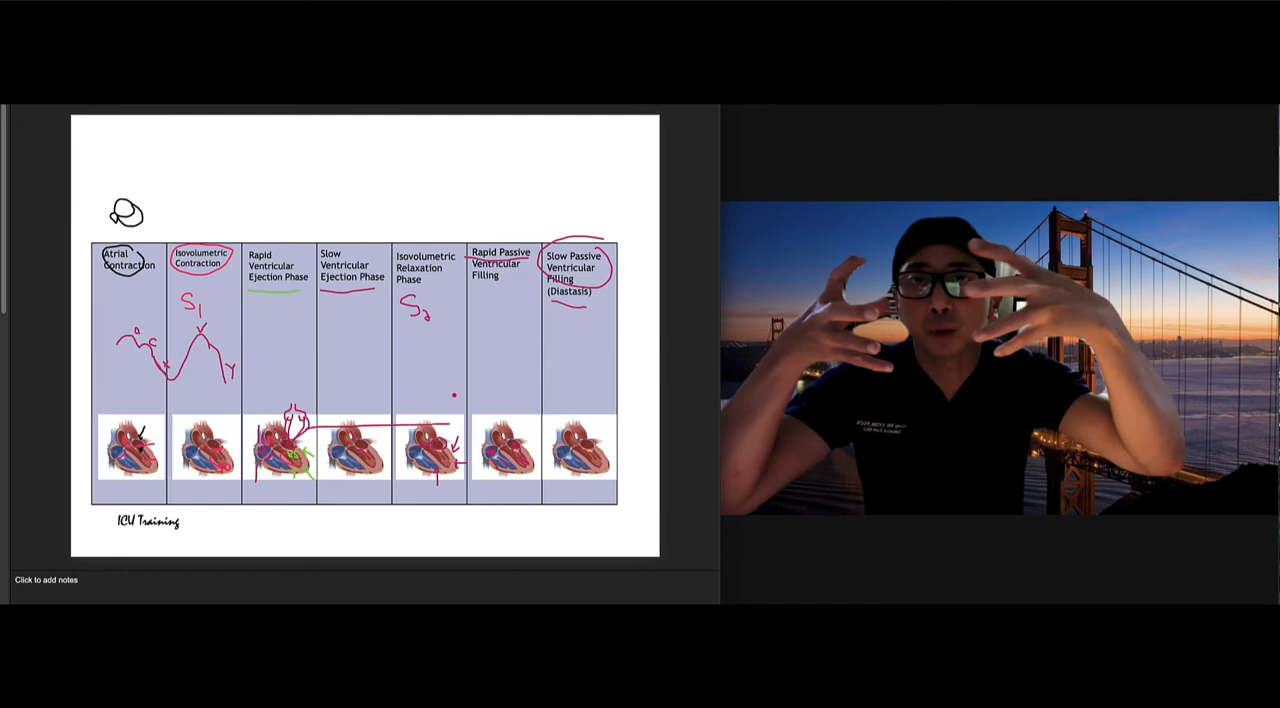 Atrial
Contraction
Isovolumetric
Contraction
Rapid
Ventricular
Ejection Phase
Slow
Ventricular
Ejection Phase
Isovolumetric
Relaxation
Phase
Rapid Passive
Ventricular
Filling
Slow Passive
Ventricular
Filling
(Diastasis)
S1
S2
a
c
x
v
y
ICU Training
Click to add notes